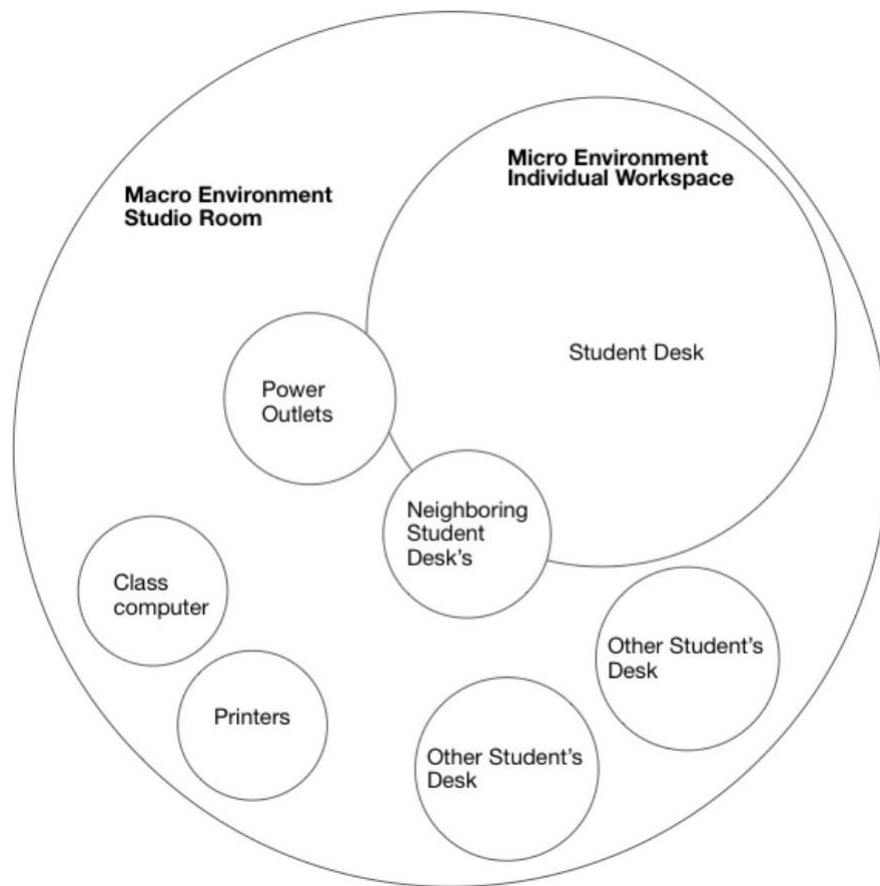 Macro Environment
Studio Room
Micro Environment
Individual Workspace
Student Desk
Power
Outlets
Neighboring
Student
Desk's
Class
computer
Printers
Other Student's
Desk
Other Student's
Desk